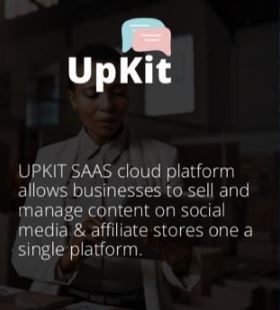 UpKit
UPKIT SAAS cloud platform
allows businesses to sell and
manage content on social
media & affiliate stores one a
single platform.